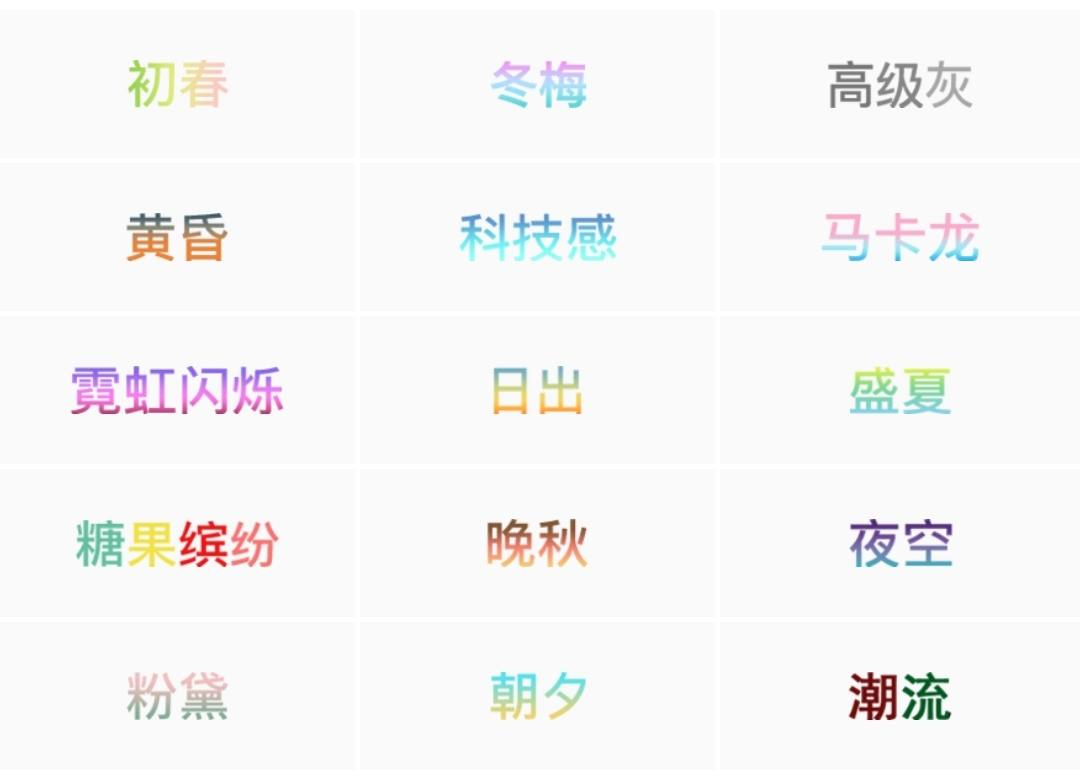 初春
冬梅
高级灰
黄昏
科技感
马卡龙
霓虹闪烁
日出
盛夏
糖果缤纷
晚秋
夜空
粉黛
朝夕
潮流